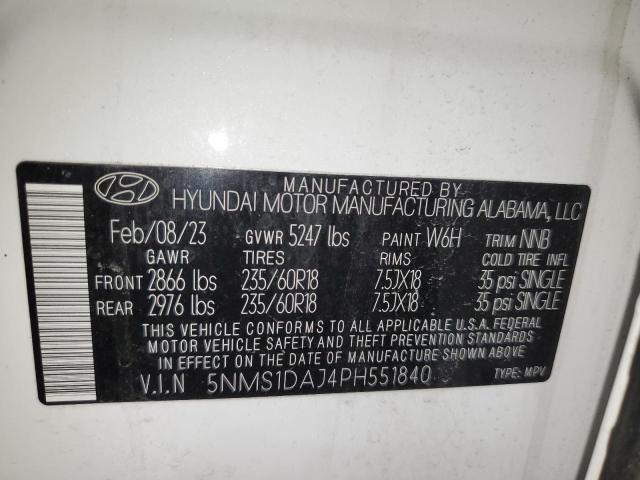 MANUFACTURED BY
HYUNDAI MOTOR MANUFACTURING ALABAMA, LLC
Feb/08/23 GVWR 5247 lbs PAINT W6H TRIM NNB
GAWR TIRES RIMS COLD TIRE INFL
FRONT 2866 lbs 235/60R18 7.5JX18 35 psi SINGLE
REAR 2976 lbs 235/60R18 7.5JX18 35 psi SINGLE
THIS VEHICLE CONFORMS TO ALL APPLICABLE U.S.A. FEDERAL
MOTOR VEHICLE SAFETY AND THEFT PREVENTION STANDARDS
IN EFFECT ON THE DATE OF MANUFACTURE SHOWN ABOVE.
V.I.N 5NMS1DAJ4PH551840 TYPE: MPV